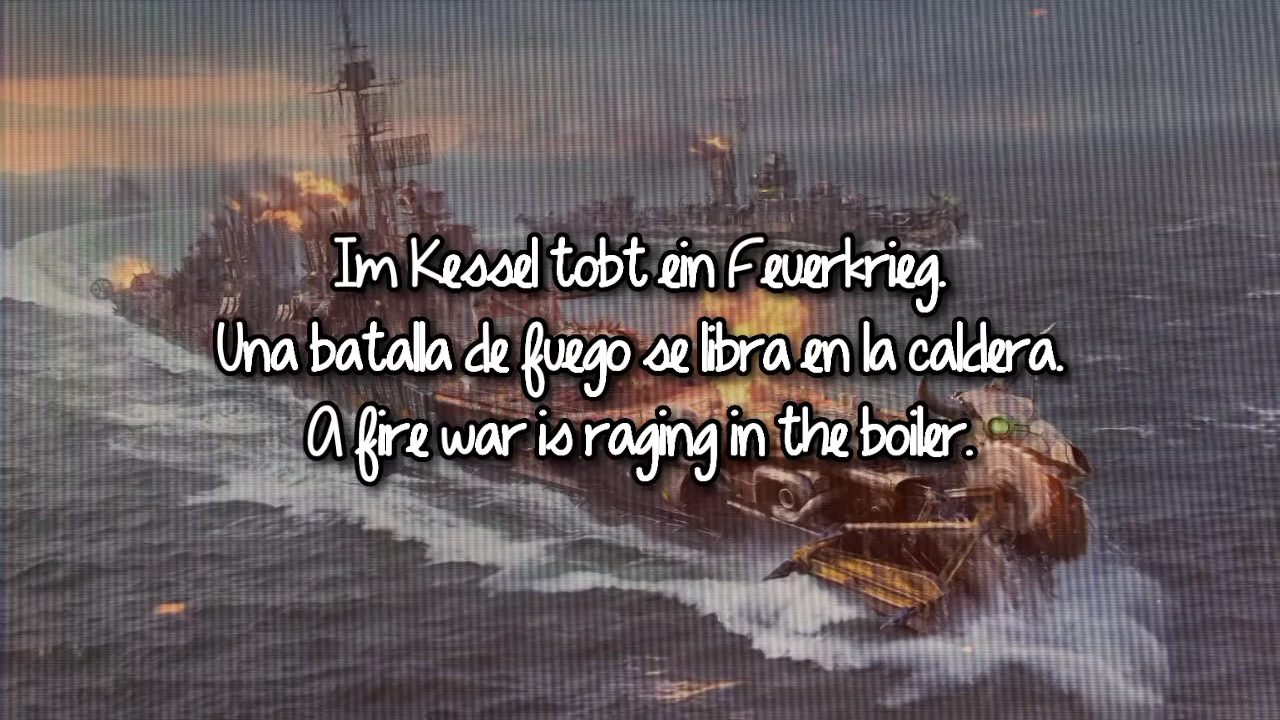 Im Kessel tobt ein Feuerkrieg.
Una batalla de fuego se libra en la caldera.
A fire war is raging in the boiler.